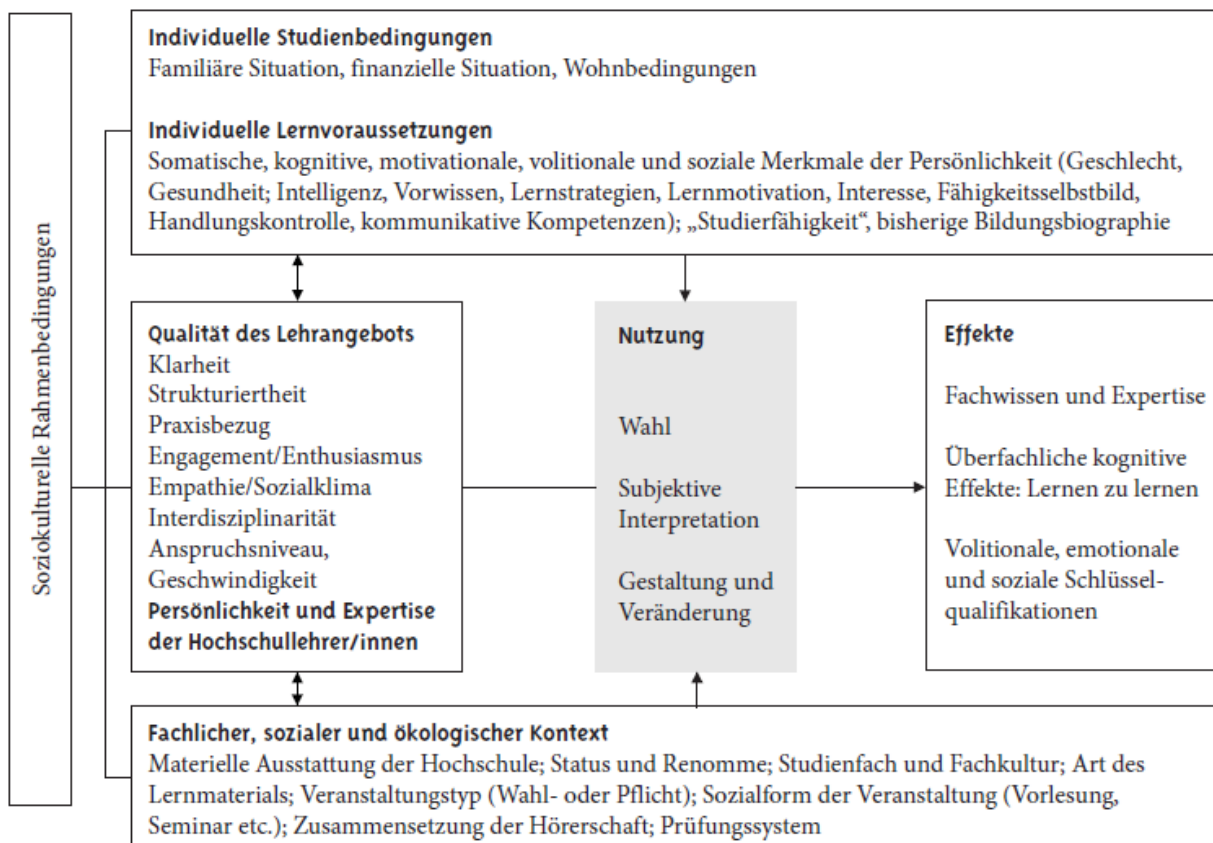 Soziokulturelle Rahmenbedingungen
Individuelle Studienbedingungen
Familiäre Situation, finanzielle Situation, Wohnbedingungen
Individuelle Lernvoraussetzungen
Somatische, kognitive, motivationale, volitionale und soziale Merkmale der Persönlichkeit (Geschlecht,
Gesundheit; Intelligenz, Vorwissen, Lernstrategien, Lernmotivation, Interesse, Fähigkeitsselbstbild,
Handlungskontrolle, kommunikative Kompetenzen); „Studierfähigkeit“, bisherige Bildungsbiographie
Qualität des Lehrangebots
Klarheit
Strukturiertheit
Praxisbezug
Engagement/Enthusiasmus
Empathie/Sozialklima
Interdisziplinarität
Anspruchsniveau,
Geschwindigkeit
Persönlichkeit und Expertise
der Hochschullehrer/innen
Nutzung
Wahl
Subjektive
Interpretation
Gestaltung und
Veränderung
Effekte
Fachwissen und Expertise
Überfachliche kognitive
Effekte: Lernen zu lernen
Volitionale, emotionale
und soziale Schlüssel-
qualifikationen
Fachlicher, sozialer und ökologischer Kontext
Materielle Ausstattung der Hochschule; Status und Renomme; Studienfach und Fachkultur; Art des
Lernmaterials; Veranstaltungstyp (Wahl- oder Pflicht); Sozialform der Veranstaltung (Vorlesung,
Seminar etc.); Zusammensetzung der Hörerschaft; Prüfungssystem